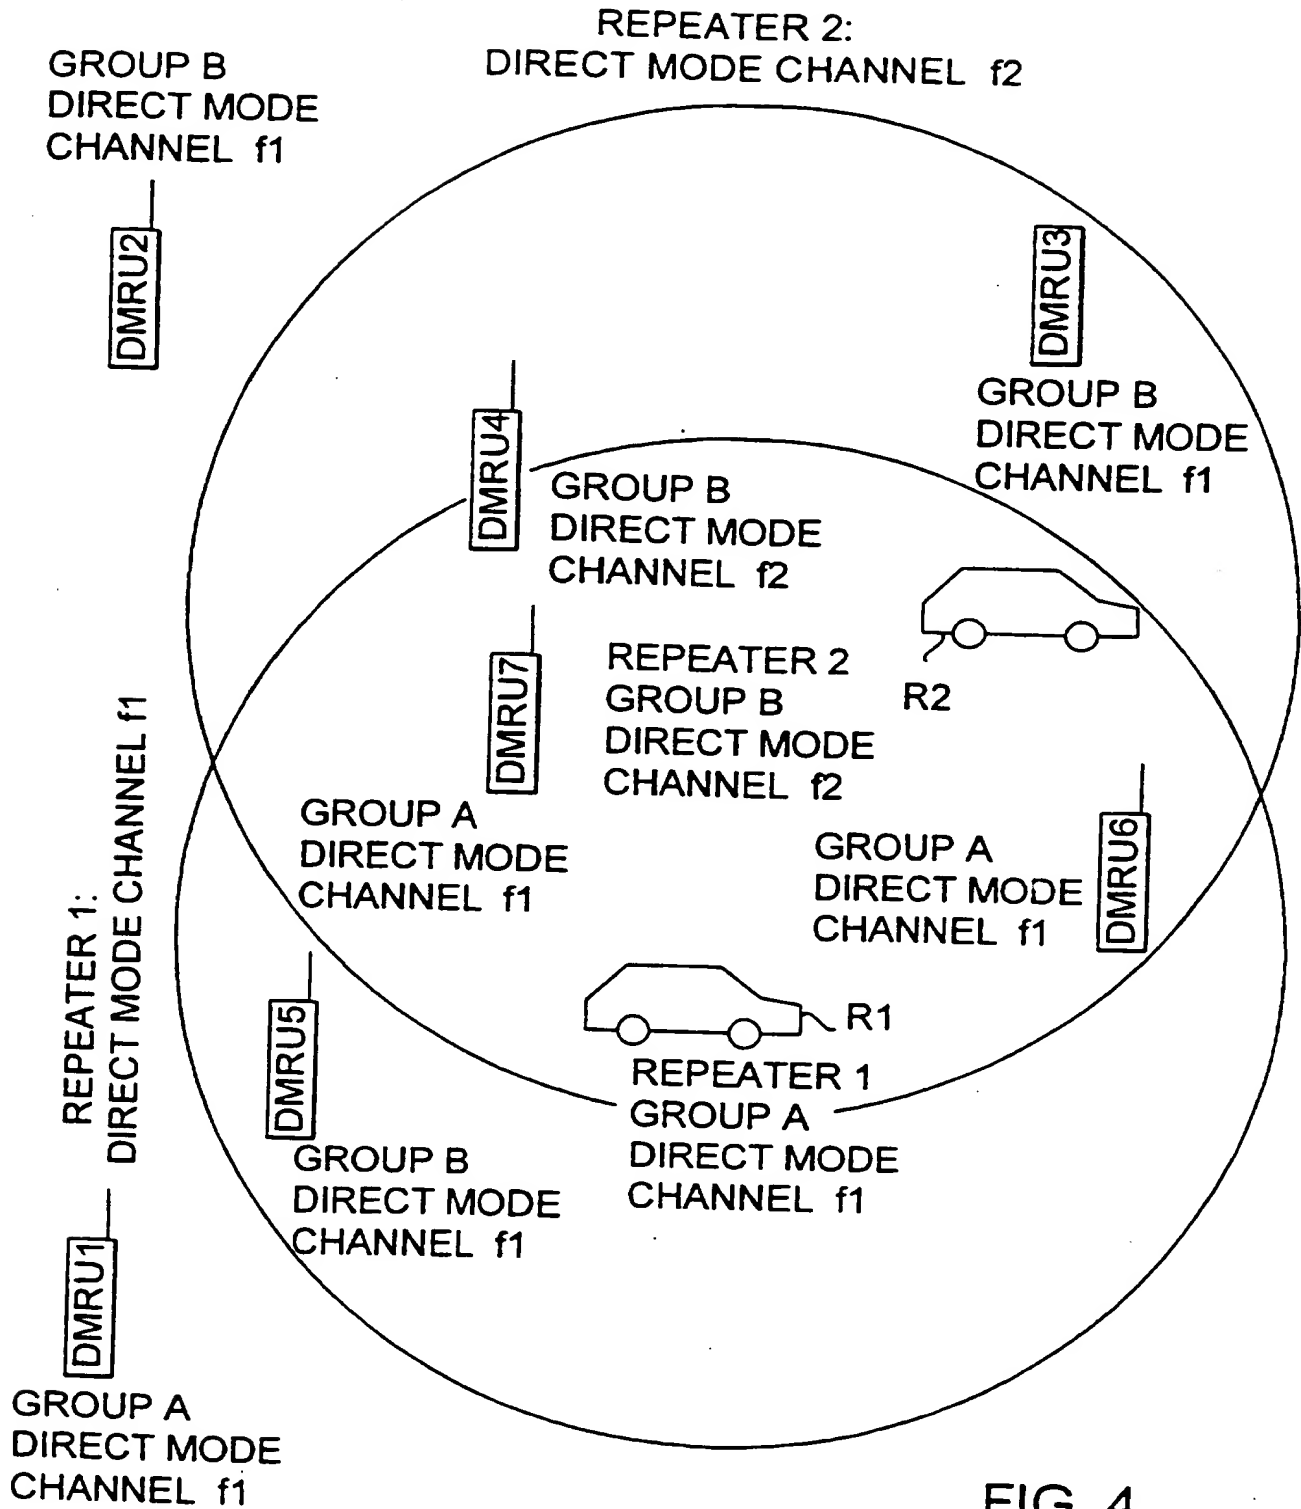 REPEATER 2:
DIRECT MODE CHANNEL f2
GROUP B
DIRECT MODE
CHANNEL f1
DMRU2
DMRU3
GROUP B
DIRECT MODE
CHANNEL f1
DMRU4
GROUP B
DIRECT MODE
CHANNEL f2
R2
DMRU7
REPEATER 2
GROUP B
DIRECT MODE
CHANNEL f2
GROUP A
DIRECT MODE
CHANNEL f1
GROUP A
DIRECT MODE
CHANNEL f1
DMRU6
REPEATER 1:
DIRECT MODE CHANNEL f1
R1
REPEATER 1
GROUP A
DIRECT MODE
CHANNEL f1
DMRU5
GROUP B
DIRECT MODE
CHANNEL f1
DMRU1
GROUP A
DIRECT MODE
CHANNEL f1
FIG. 4